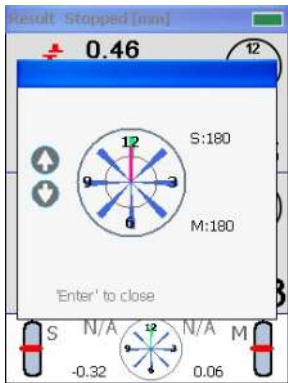 Result Stopped [mm]
0.46
12
12
9
3
6
S:180
M:180
'Enter' to close
S
N/A
12
9
3
6
N/A
M
-0.32
0.06